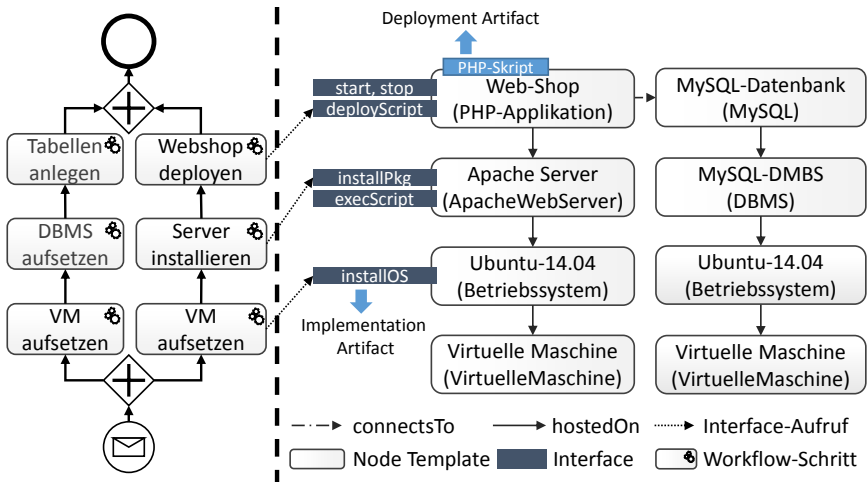 Tabellen
anlegen
Webshop
deployen
DBMS
aufsetzen
Server
installieren
VM
aufsetzen
VM
aufsetzen
Deployment Artifact
PHP-Skript
start, stop
deployScript
Web-Shop
(PHP-Applikation)
MySQL-Datenbank
(MySQL)
installPkg
execScript
Apache Server
(ApacheWebServer)
MySQL-DMBS
(DBMS)
installOS
Ubuntu-14.04
(Betriebssystem)
Ubuntu-14.04
(Betriebssystem)
Implementation
Artifact
Virtuelle Maschine
(VirtuelleMaschine)
Virtuelle Maschine
(VirtuelleMaschine)
connectsTo
hostedOn
Interface-Aufruf
Node Template
Interface
Workflow-Schritt